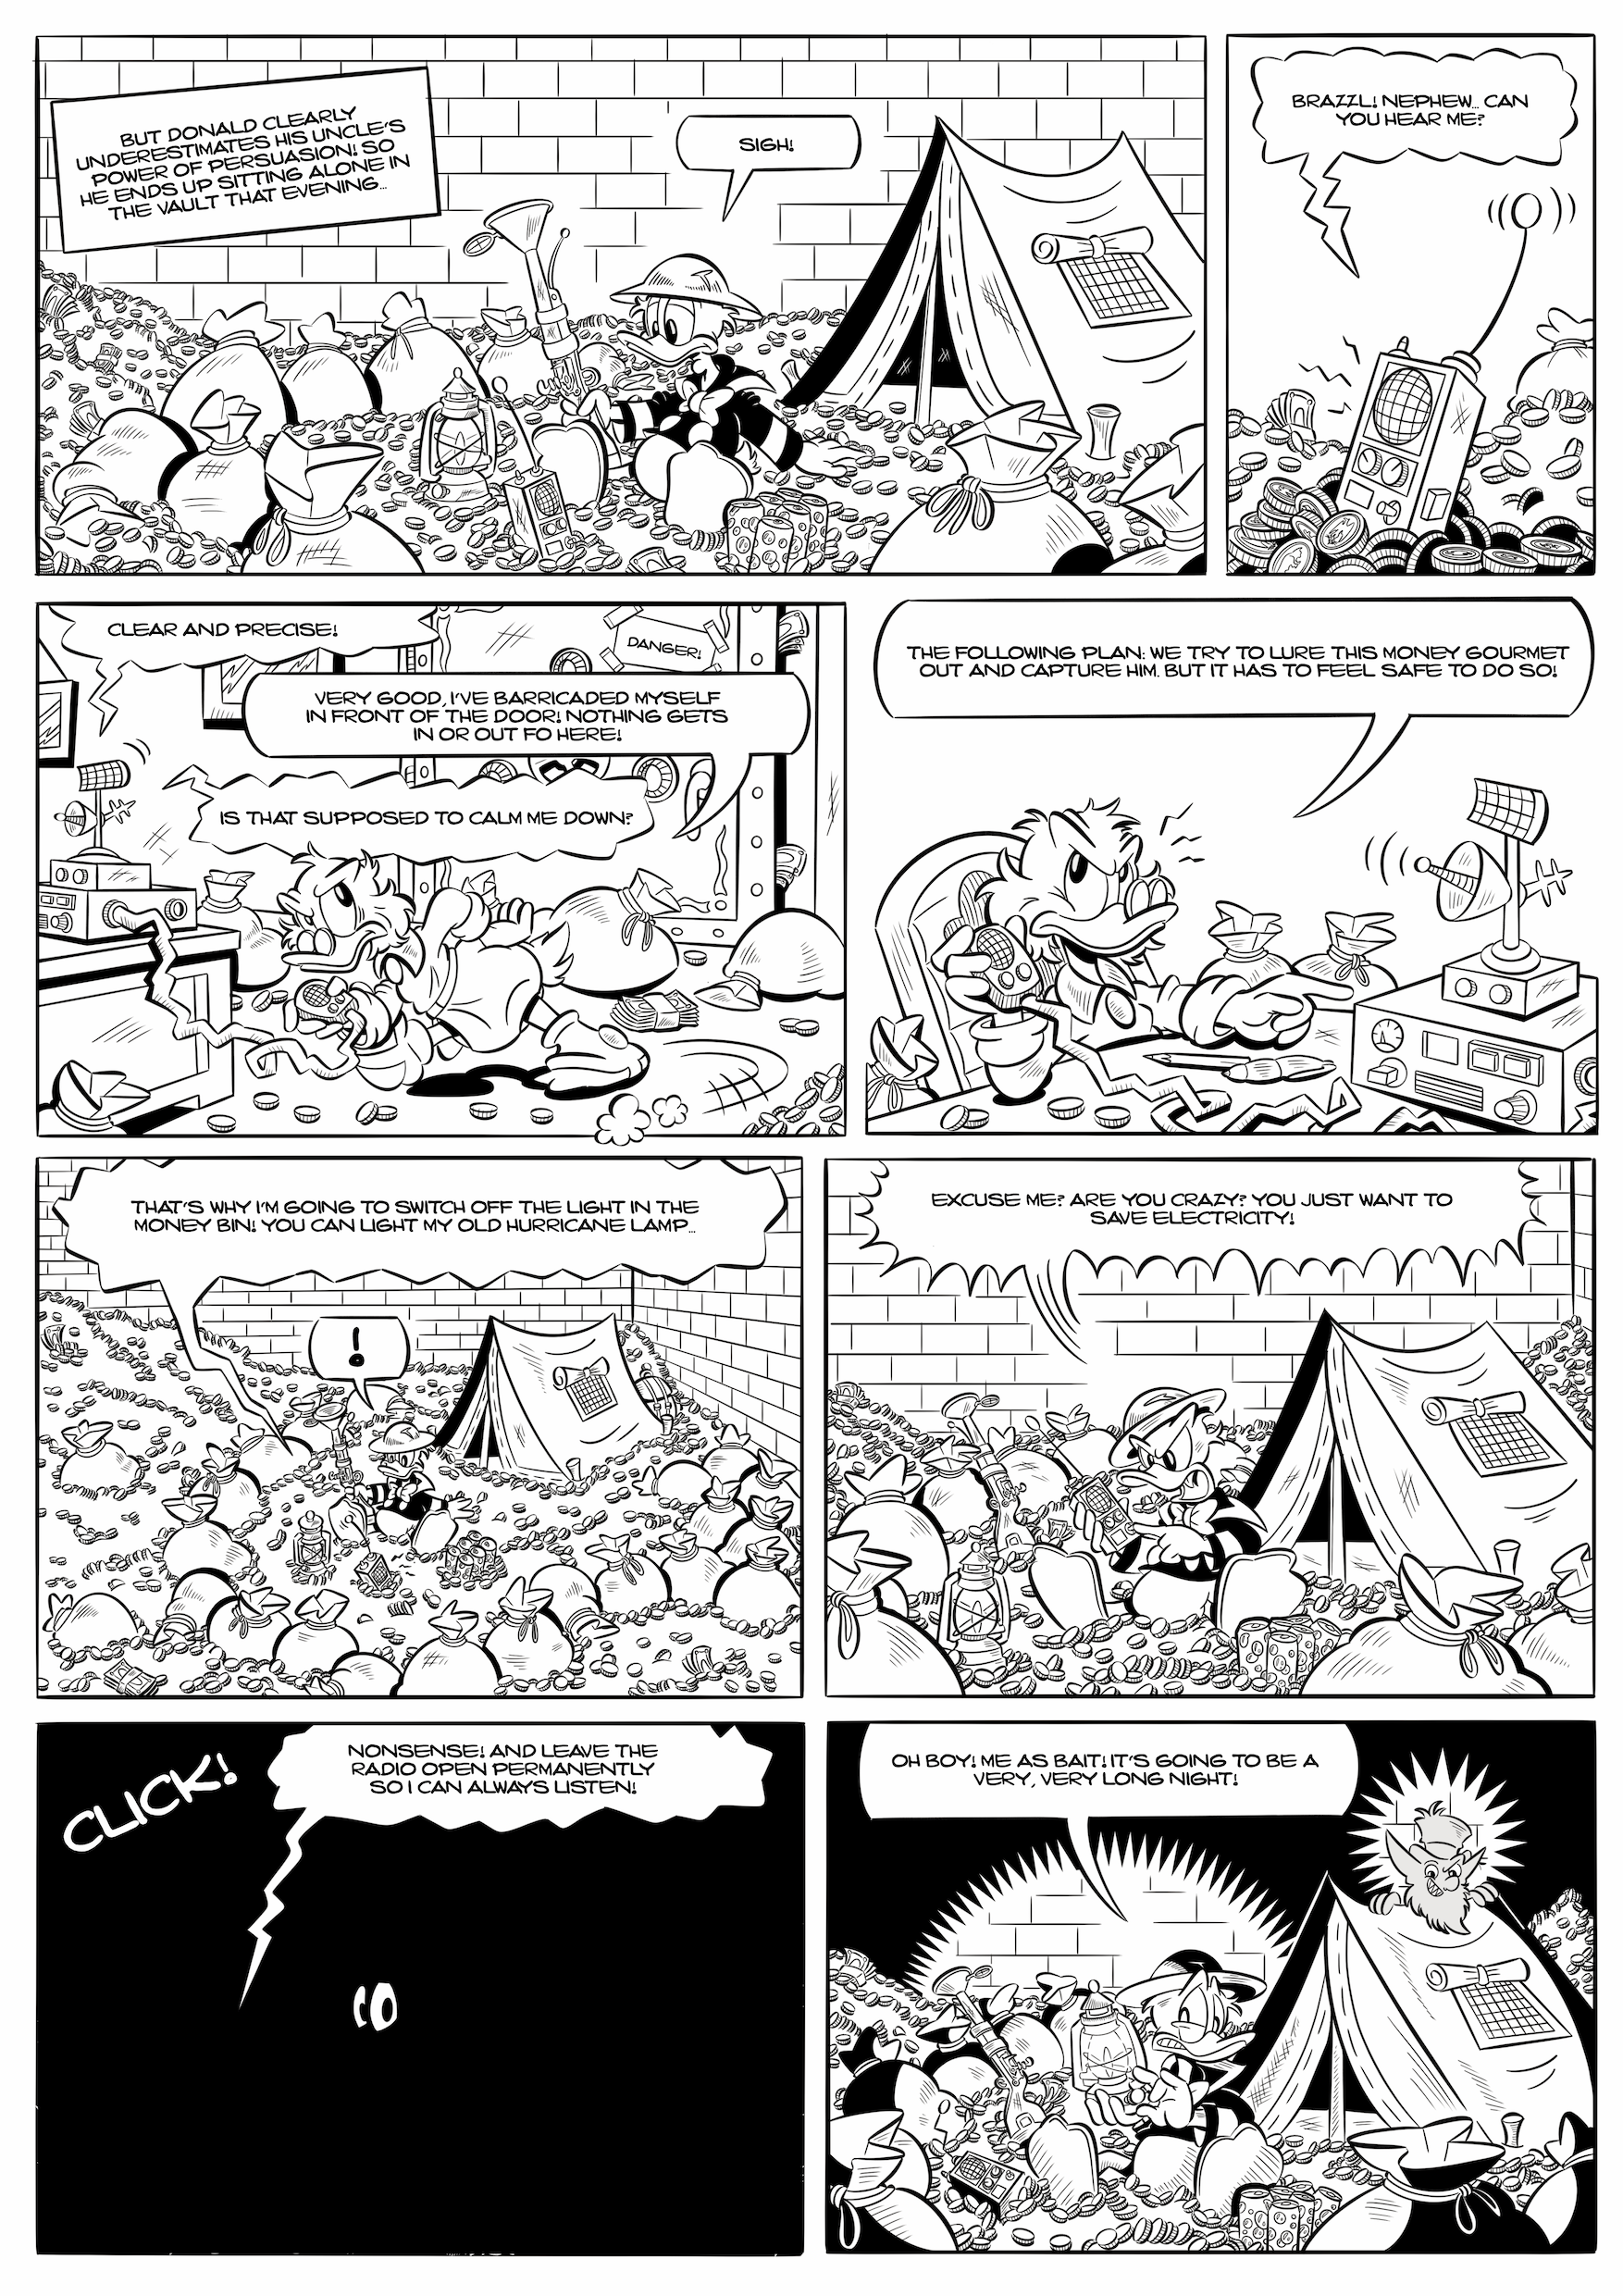 BUT DONALD CLEARLY
UNDERESTIMATES HIS UNCLE'S
POWER OF PERSUASION! SO
HE ENDS UP SITTING ALONE IN
THE VAULT THAT EVENING...
SIGH!
BRAZZL! NEPHEW... CAN
YOU HEAR ME?
CLEAR AND PRECISE!
DANGER!
VERY GOOD, I'VE BARRICADED MYSELF
IN FRONT OF THE DOOR! NOTHING GETS
IN OR OUT FO HERE!
IS THAT SUPPOSED TO CALM ME DOWN?
THE FOLLOWING PLAN: WE TRY TO LURE THIS MONEY GOURMET
OUT AND CAPTURE HIM. BUT IT HAS TO FEEL SAFE TO DO SO!
THAT'S WHY I'M GOING TO SWITCH OFF THE LIGHT IN THE
MONEY BIN! YOU CAN LIGHT MY OLD HURRICANE LAMP...
!
EXCUSE ME? ARE YOU CRAZY? YOU JUST WANT TO
SAVE ELECTRICITY!
CLICK!
NONSENSE! AND LEAVE THE
RADIO OPEN PERMANENTLY
SO I CAN ALWAYS LISTEN!
OH BOY! ME AS BAIT! IT'S GOING TO BE A
VERY, VERY LONG NIGHT!